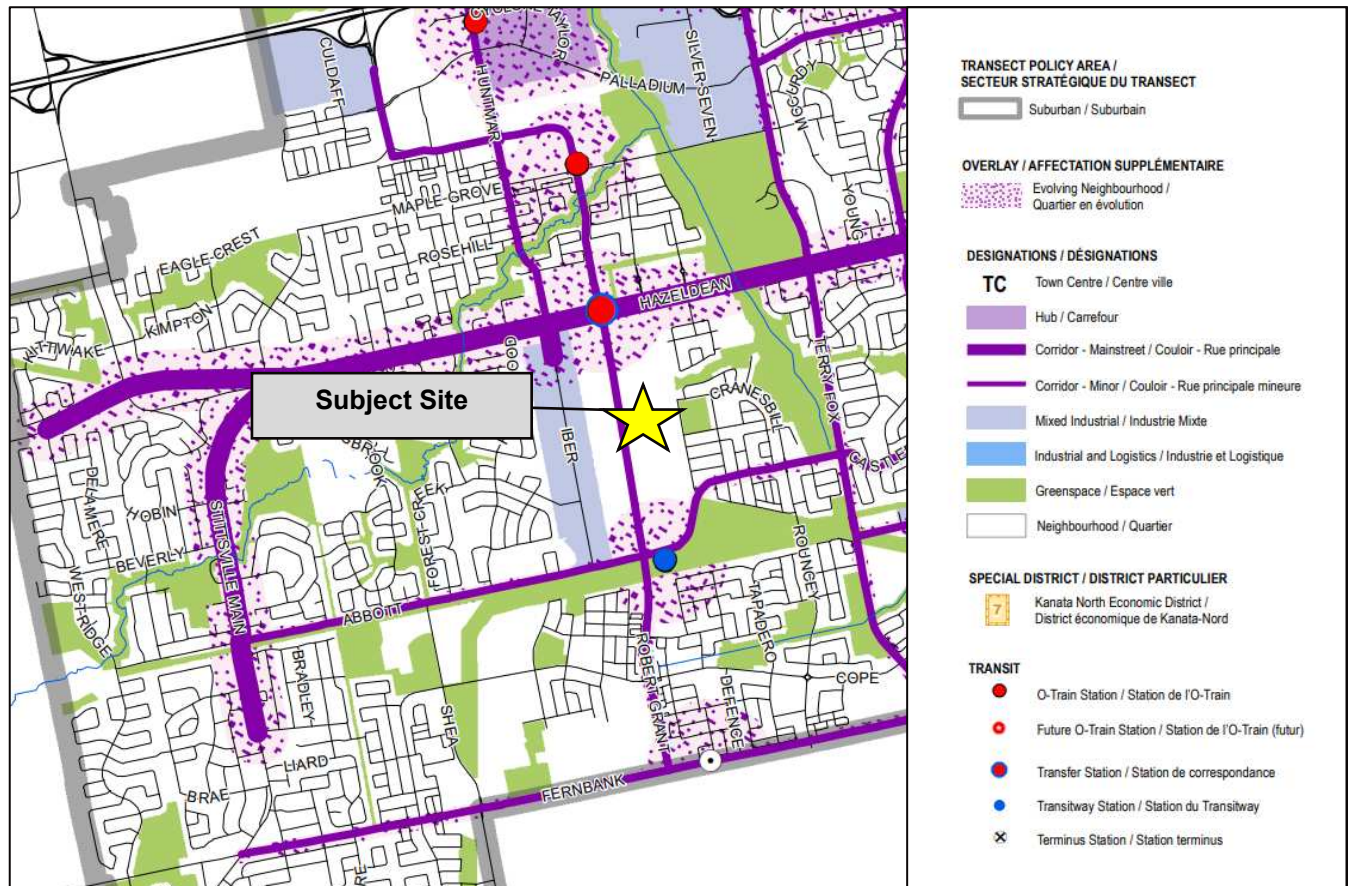 CULDAFF
HUNTMAR
TAYLOR
PALLADIUM
SILVER SEVEN
MCCURDY
MAPLE GROVE
ROSEHILL
YOUNG
EAGLE CREST
KIMPTON
KITTWAKE
HAZELDEAN
TERRY FOX
Subject Site
IBER
CRANESBILL
DELAMERE
HOBIN
BEVERLY
WESTRIDGE
STITTSVILLE MAIN
FOREST CREEK
ABBOTT
ROUNCEY
TAPADERO
BRADLEY
SHEA
ROBERT GRANT
DEFENCE
COPE
LIARD
BRAE
FERNBANK
TRANSECT POLICY AREA /
SECTEUR STRATÉGIQUE DU TRANSECT
Suburban / Suburbain
OVERLAY / AFFECTATION SUPPLÉMENTAIRE
Evolving Neighbourhood /
Quartier en évolution
DESIGNATIONS / DÉSIGNATIONS
TC Town Centre / Centre ville
Hub / Carrefour
Corridor - Mainstreet / Couloir - Rue principale
Corridor - Minor / Couloir - Rue principale mineure
Mixed Industrial / Industrie Mixte
Industrial and Logistics / Industrie et Logistique
Greenspace / Espace vert
Neighbourhood / Quartier
SPECIAL DISTRICT / DISTRICT PARTICULIER
7 Kanata North Economic District /
District économique de Kanata-Nord
TRANSIT
O-Train Station / Station de l'O-Train
Future O-Train Station / Station de l'O-Train (futur)
Transfer Station / Station de correspondance
Transitway Station / Station du Transitway
Terminus Station / Station terminus